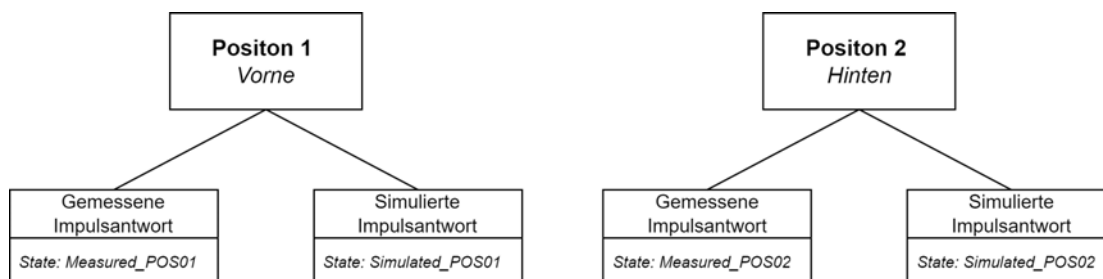 Positon 1
Vorne
Positon 2
Hinten
Gemessene
Impulsantwort
State: Measured_POS01
Simulierte
Impulsantwort
State: Simulated_POS01
Gemessene
Impulsantwort
State: Measured_POS02
Simulierte
Impulsantwort
State: Simulated_POS02